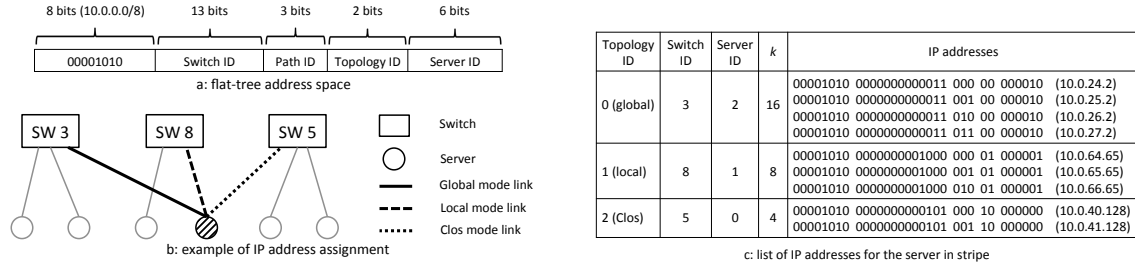 8 bits (10.0.0.0/8) 13 bits 3 bits 2 bits 6 bits
00001010 Switch ID Path ID Topology ID Server ID
a: flat-tree address space
SW 3 SW 8 SW 5
Switch
Server
Global mode link
Local mode link
Clos mode link
b: example of IP address assignment
Topology ID Switch ID Server ID k IP addresses
0 (global) 3 2 16
00001010 0000000000011 000 00 000010 (10.0.24.2)
00001010 0000000000011 001 00 000010 (10.0.25.2)
00001010 0000000000011 010 00 000010 (10.0.26.2)
00001010 0000000000011 011 00 000010 (10.0.27.2)
1 (local) 8 1 8
00001010 0000000001000 000 01 000001 (10.0.64.65)
00001010 0000000001000 001 01 000001 (10.0.65.65)
00001010 0000000001000 010 01 000001 (10.0.66.65)
2 (Clos) 5 0 4
00001010 0000000000101 000 10 000000 (10.0.40.128)
00001010 0000000000101 001 10 000000 (10.0.41.128)
c: list of IP addresses for the server in stripe